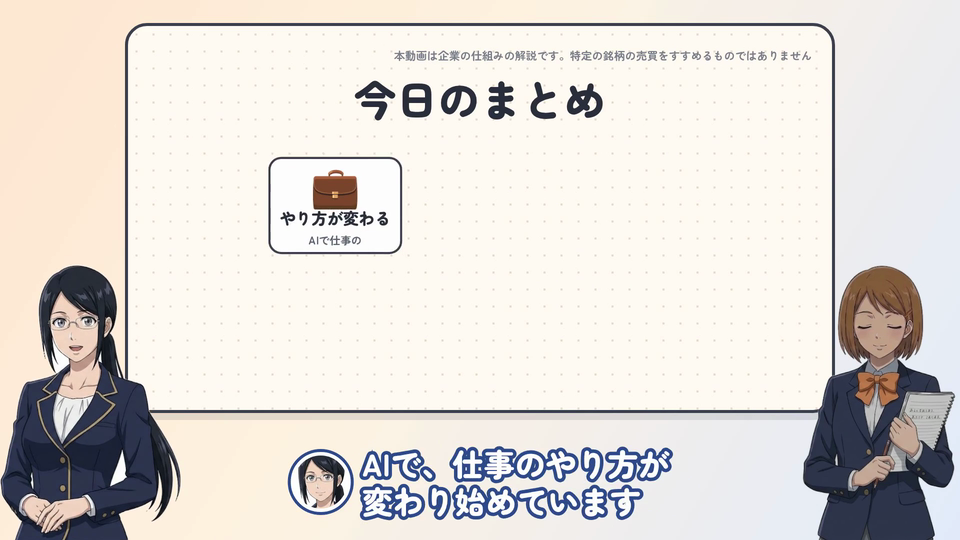 本動画は企業の仕組みの解説です。特定の銘柄の売買をすすめるものではありません
今日のまとめ
やり方が変わる
AIで仕事の
AIで、仕事のやり方が
変わり始めています